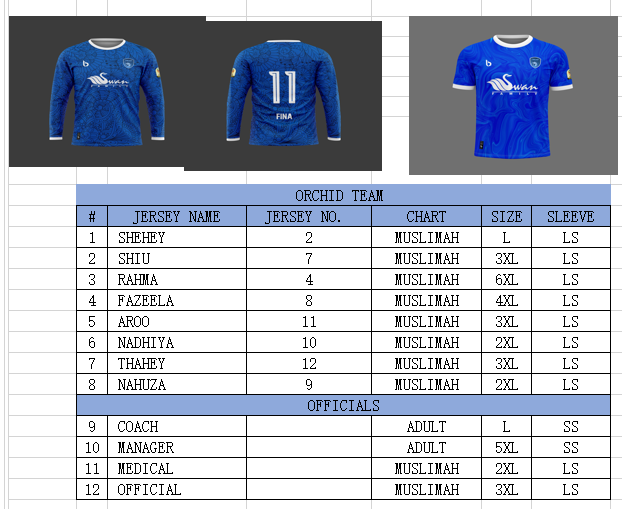 Swan
FAMILY
11
FINA
Swan
FAMILY
ORCHID TEAM
# JERSEY NAME JERSEY NO. CHART SIZE SLEEVE
1 SHEHEY 2 MUSLIMAH L LS
2 SHIU 7 MUSLIMAH 3XL LS
3 RAHMA 4 MUSLIMAH 6XL LS
4 FAZEELA 8 MUSLIMAH 4XL LS
5 AROO 11 MUSLIMAH 3XL LS
6 NADHIYA 10 MUSLIMAH 2XL LS
7 THAHEY 12 MUSLIMAH 3XL LS
8 NAHUZA 9 MUSLIMAH 2XL LS
OFFICIALS
9 COACH ADULT L SS
10 MANAGER ADULT 5XL SS
11 MEDICAL MUSLIMAH 2XL LS
12 OFFICIAL MUSLIMAH 3XL LS